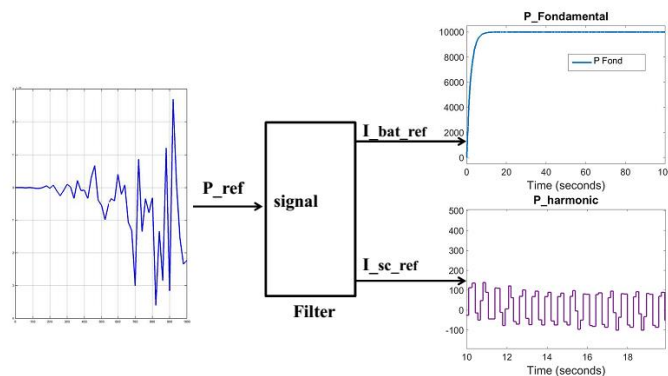 P_Fondamental
10000
8000
6000
4000
2000
0
P Fond
0 20 40 60 80 100
Time (seconds)
I_bat_ref
P_ref
signal
I_sc_ref
Filter
P_harmonic
500
400
300
200
100
0
-100
10 12 14 16 18
Time (seconds)